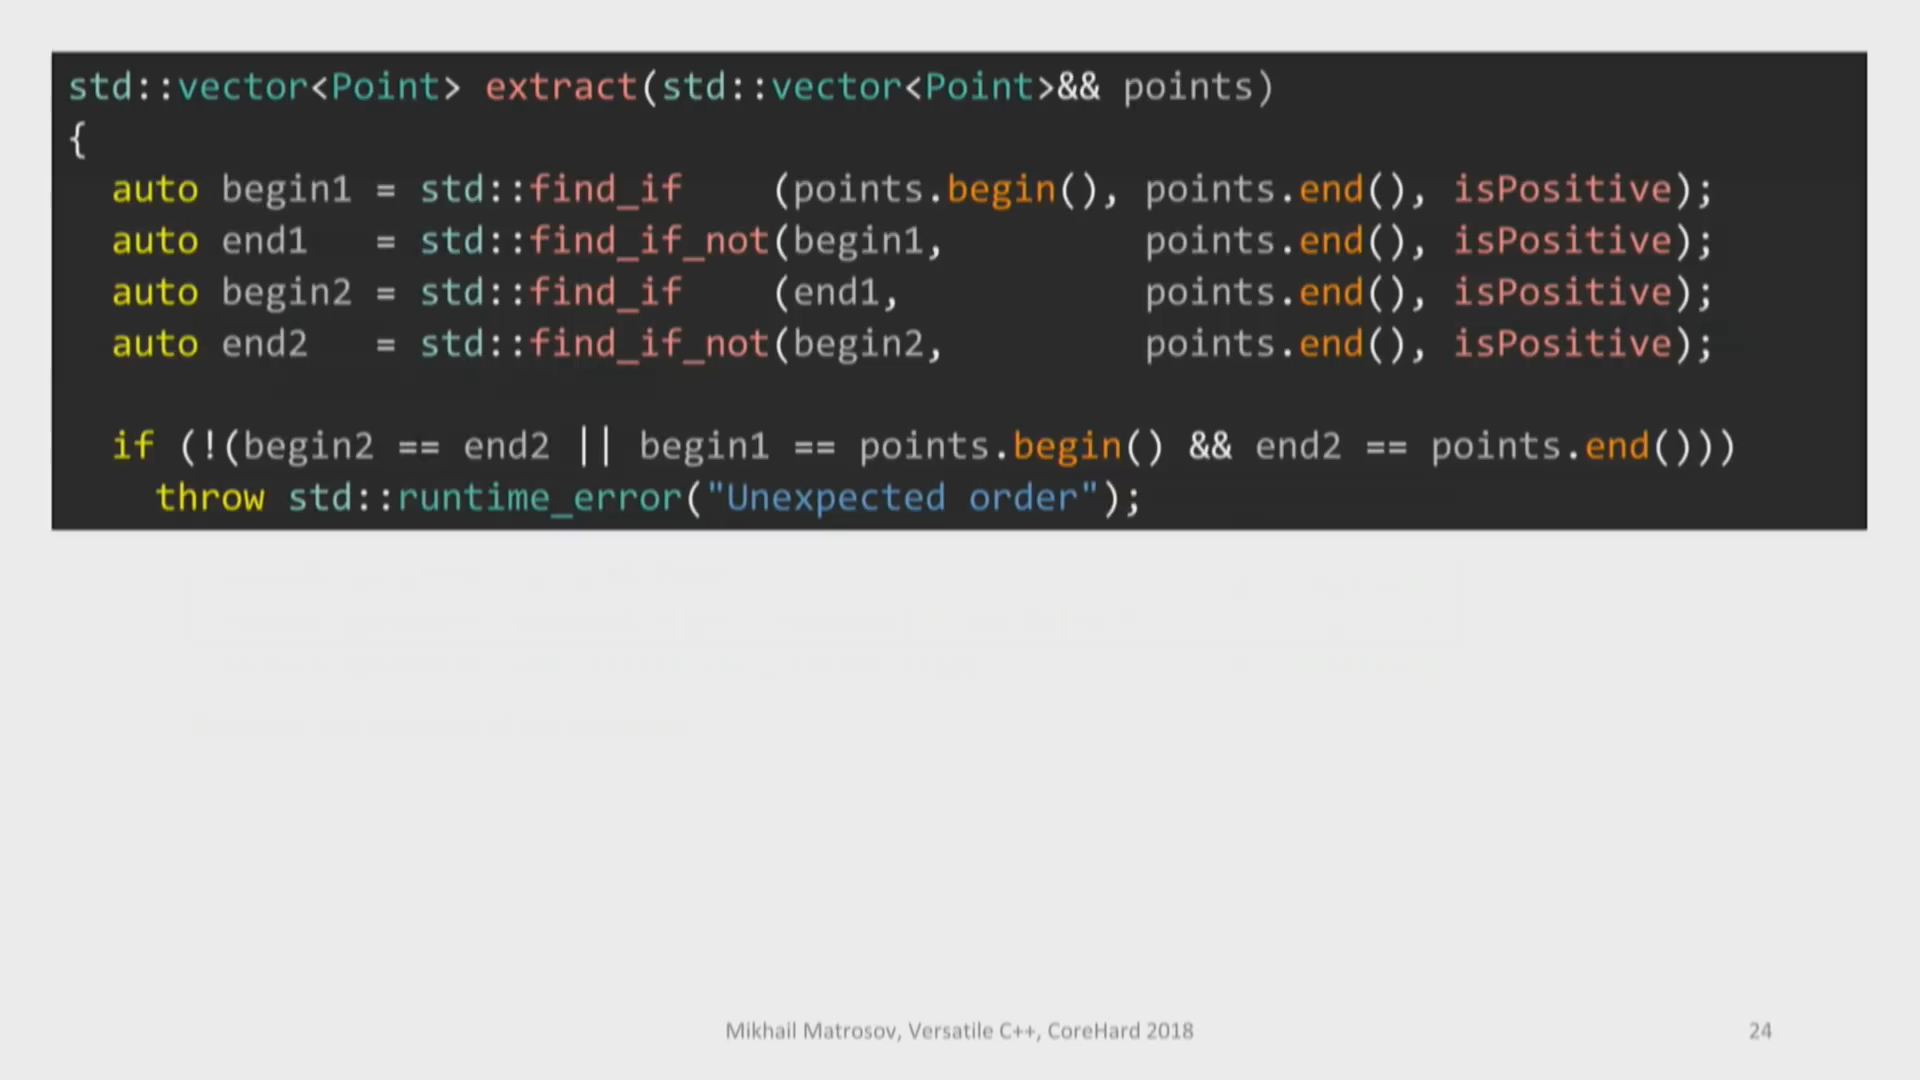 std::vector<Point> extract(std::vector<Point>&& points)
{
  auto begin1 = std::find_if    (points.begin(), points.end(), isPositive);
  auto end1   = std::find_if_not(begin1,         points.end(), isPositive);
  auto begin2 = std::find_if    (end1,           points.end(), isPositive);
  auto end2   = std::find_if_not(begin2,         points.end(), isPositive);
  if (!(begin2 == end2 || begin1 == points.begin() && end2 == points.end()))
    throw std::runtime_error("Unexpected order");
Mikhail Matrosov, Versatile C++, CoreHard 2018
24